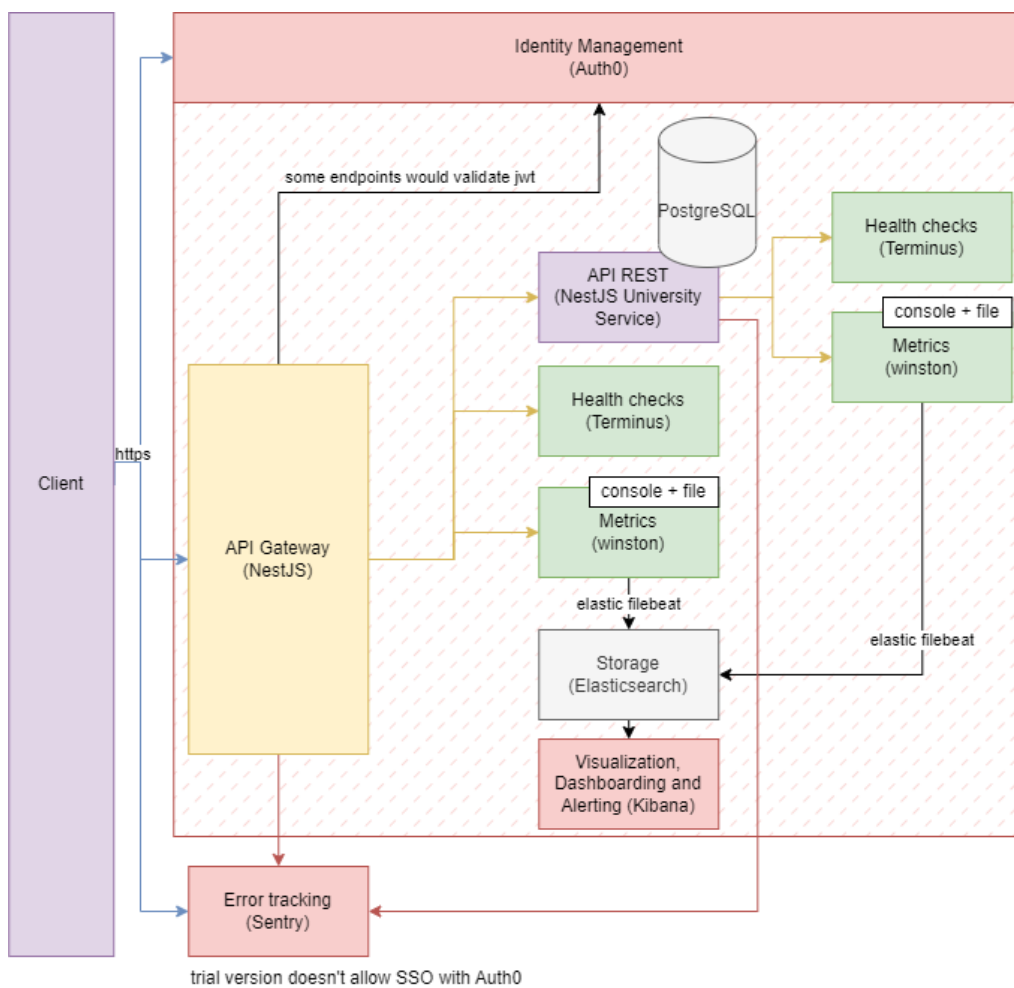 Identity Management
(Auth0)
PostgreSQL
some endpoints would validate jwt
Health checks
(Terminus)
API REST
(NestJS University
Service)
console + file
Metrics
(winston)
Health checks
(Terminus)
https
Client
console + file
Metrics
(winston)
API Gateway
(NestJS)
elastic filebeat
elastic filebeat
Storage
(Elasticsearch)
Visualization,
Dashboarding and
Alerting (Kibana)
Error tracking
(Sentry)
trial version doesn't allow SSO with Auth0